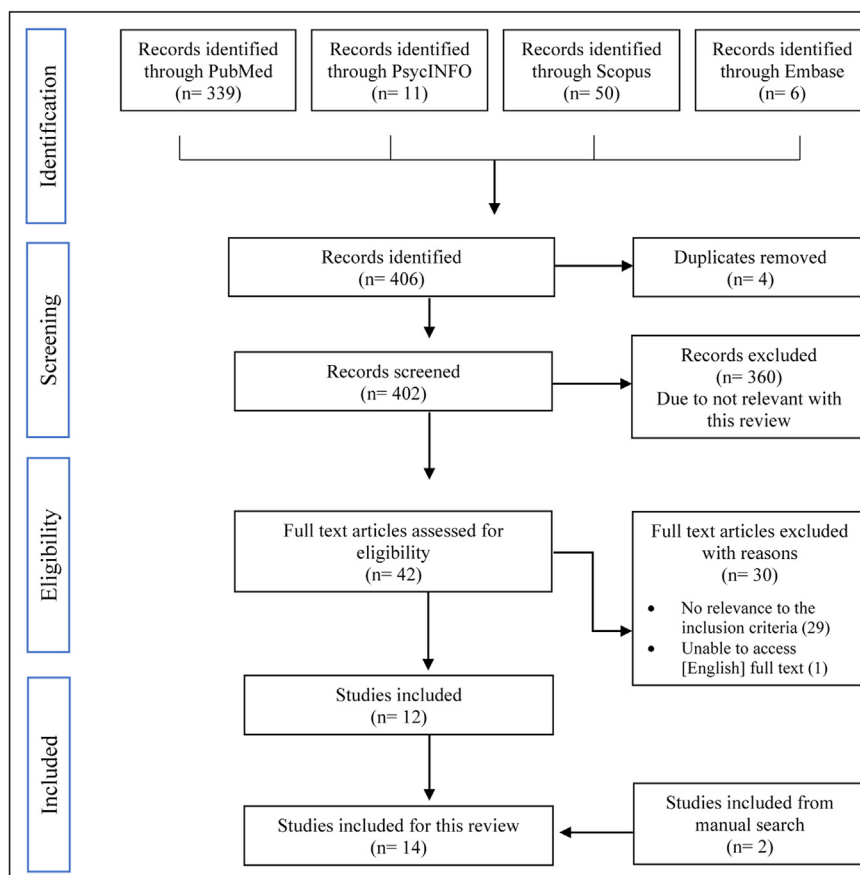 Identification
Records identified
through PubMed
(n= 339)
Records identified
through PsycINFO
(n= 11)
Records identified
through Scopus
(n= 50)
Records identified
through Embase
(n= 6)
Screening
Records identified
(n= 406)
Duplicates removed
(n= 4)
Records screened
(n= 402)
Records excluded
(n= 360)
Due to not relevant with
this review
Eligibility
Full text articles assessed for
eligibility
(n= 42)
Full text articles excluded
with reasons
(n= 30)
• No relevance to the
inclusion criteria (29)
• Unable to access
[English] full text (1)
Included
Studies included
(n= 12)
Studies included for this review
(n= 14)
Studies included from
manual search
(n= 2)